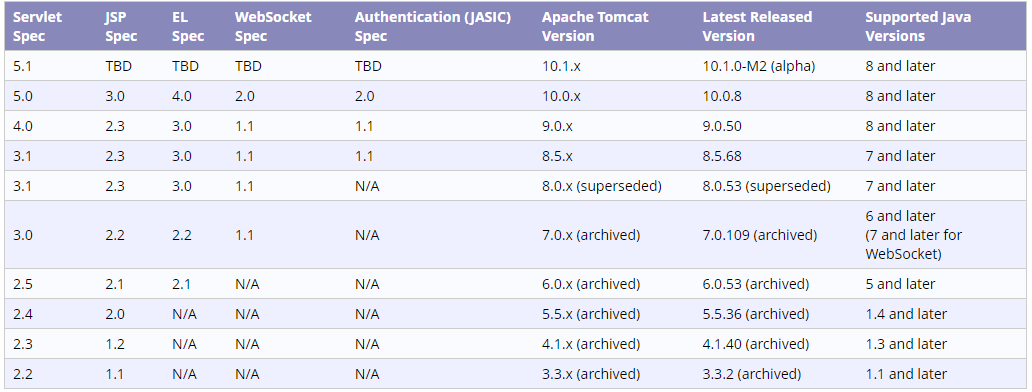 Servlet Spec JSP Spec EL Spec WebSocket Spec Authentication (JASIC) Spec Apache Tomcat Version Latest Released Version Supported Java Versions
5.1 TBD TBD TBD TBD 10.1.x 10.1.0-M2 (alpha) 8 and later
5.0 3.0 4.0 2.0 2.0 10.0.x 10.0.8 8 and later
4.0 2.3 3.0 1.1 1.1 9.0.x 9.0.50 8 and later
3.1 2.3 3.0 1.1 1.1 8.5.x 8.5.68 7 and later
3.1 2.3 3.0 1.1 N/A 8.0.x (superseded) 8.0.53 (superseded) 7 and later
3.0 2.2 2.2 1.1 N/A 7.0.x (archived) 7.0.109 (archived) 6 and later
(7 and later for
WebSocket)
2.5 2.1 2.1 N/A N/A 6.0.x (archived) 6.0.53 (archived) 5 and later
2.4 2.0 N/A N/A N/A 5.5.x (archived) 5.5.36 (archived) 1.4 and later
2.3 1.2 N/A N/A N/A 4.1.x (archived) 4.1.40 (archived) 1.3 and later
2.2 1.1 N/A N/A N/A 3.3.x (archived) 3.3.2 (archived) 1.1 and later